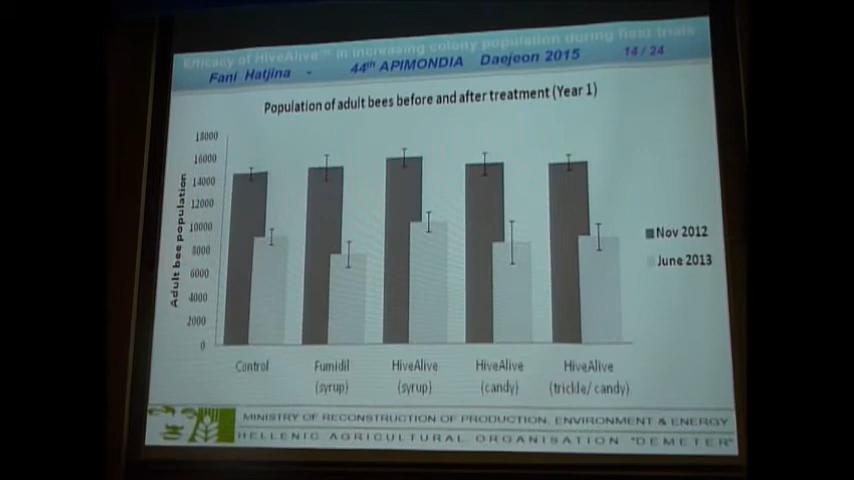 Efficacy of HiveAlive™ in increasing colony population during field trials
Fani Hatjina - 44th APIMONDIA Daejeon 2015 14 / 24
Population of adult bees before and after treatment (Year 1)
Adult bee population
18000
16000
14000
12000
10000
8000
6000
4000
2000
0
Nov 2012
June 2013
Control
Fumidil (syrup)
HiveAlive (syrup)
HiveAlive (candy)
HiveAlive (trickle/ candy)
MINISTRY OF RECONSTRUCTION OF PRODUCTION, ENVIRONMENT & ENERGY
HELLENIC AGRICULTURAL ORGANISATION "DEMETER"